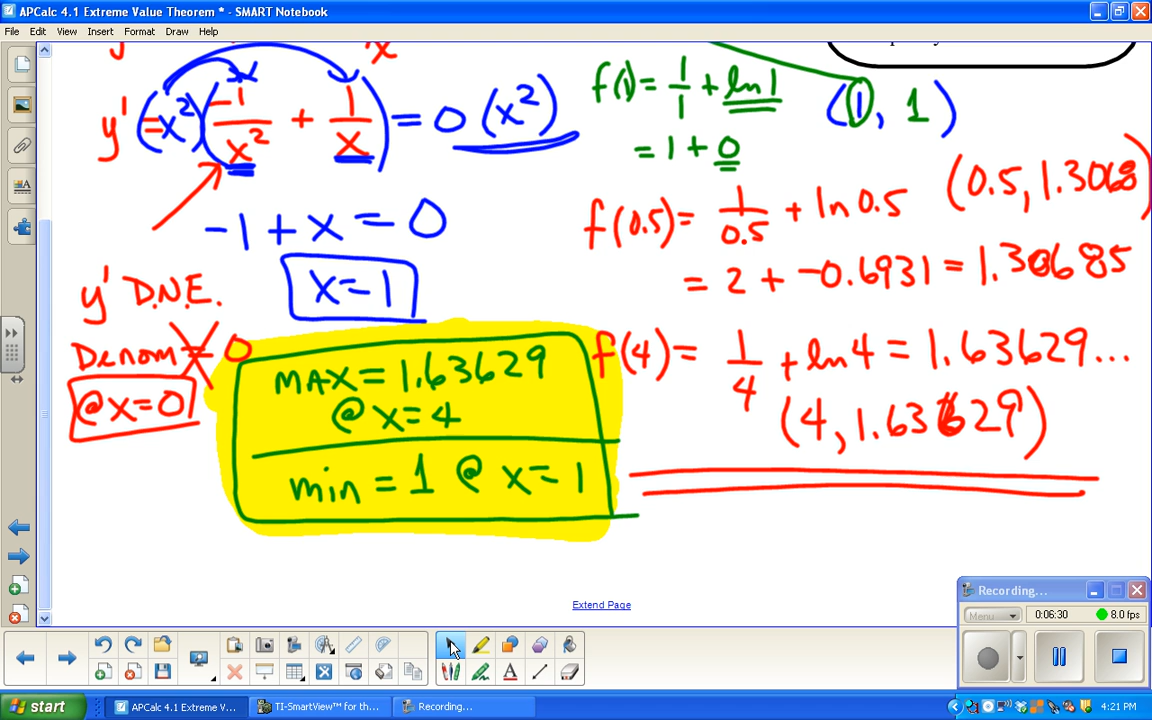 APCalc 4.1 Extreme Value Theorem * - SMART Notebook
File Edit View Insert Format Draw Help
y' x
y' = (x²)(-1/x² + 1/x) = 0 (x²)
-1 + x = 0
x=1
y' D.N.E.
Denom = 0
@x=0
f(1) = 1/1 + ln1 (1, 1)
= 1 + 0
f(0.5) = 1/0.5 + ln 0.5 (0.5, 1.3068)
= 2 + -0.6931 = 1.30685
f(4) = 1/4 + ln4 = 1.63629...
(4, 1.63629)
MAX = 1.63629
@ x=4
min = 1 @ x=1
Extend Page
Recording...
Menu 0:06:30 8.0 fps
start APCalc 4.1 Extreme V... TI-SmartView™ for th... Recording... 4:21 PM